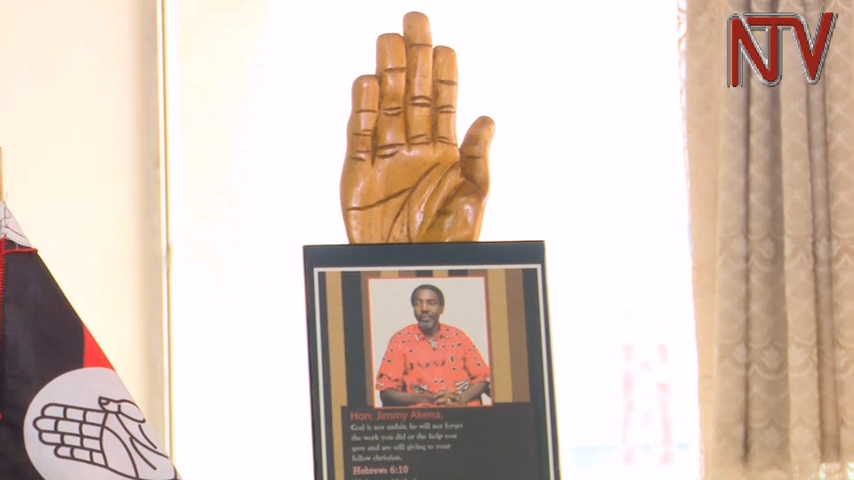 NTV
Hon: Jimmy Akena.
God is not unfair, he will not forget
the work you did or the help you
gave and are still giving to your
fellow christian.
Hebrews 6:10